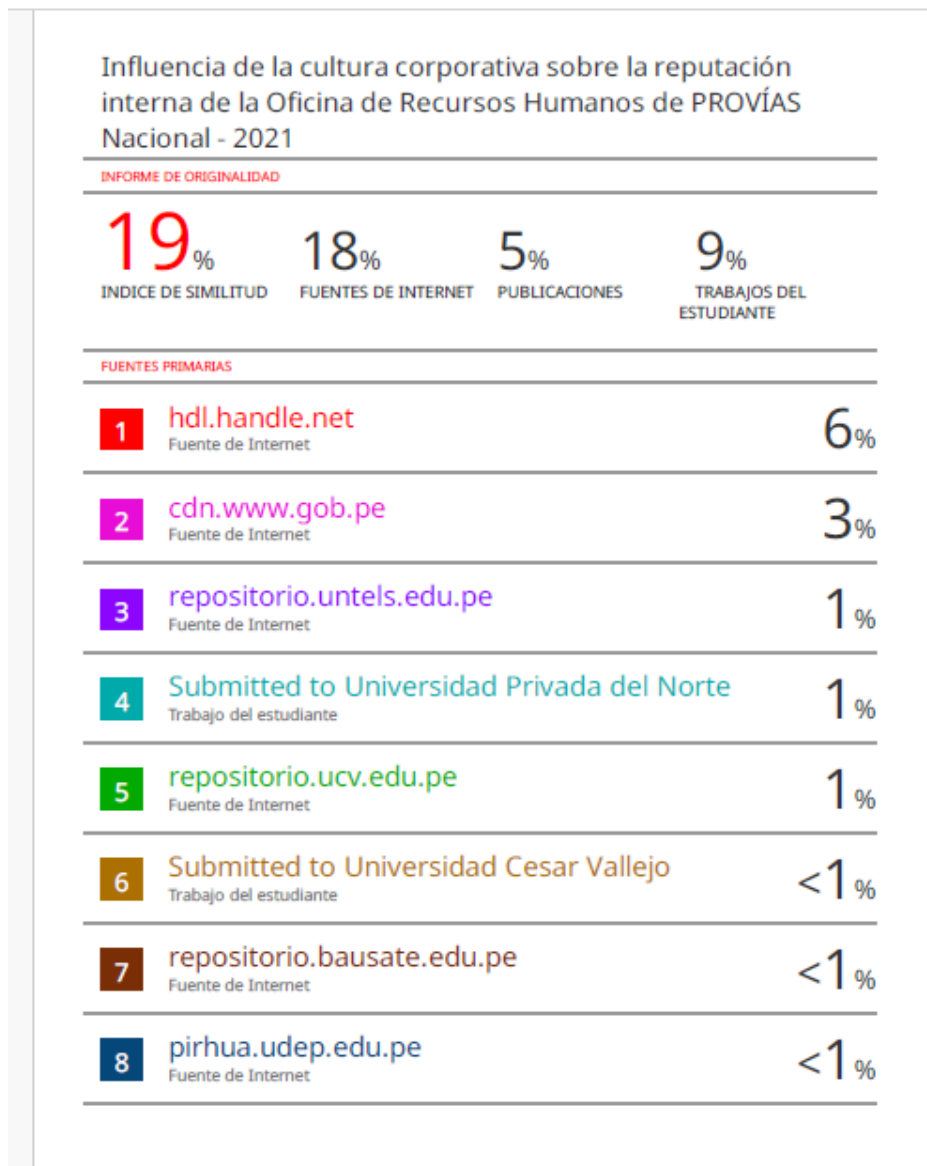 Influencia de la cultura corporativa sobre la reputación
interna de la Oficina de Recursos Humanos de PROVÍAS
Nacional - 2021
INFORME DE ORIGINALIDAD
19% 18% 5% 9%
INDICE DE SIMILITUD FUENTES DE INTERNET PUBLICACIONES TRABAJOS DEL
ESTUDIANTE
FUENTES PRIMARIAS
1 hdl.handle.net 6%
Fuente de Internet
2 cdn.www.gob.pe 3%
Fuente de Internet
3 repositorio.untels.edu.pe 1%
Fuente de Internet
4 Submitted to Universidad Privada del Norte 1%
Trabajo del estudiante
5 repositorio.ucv.edu.pe 1%
Fuente de Internet
6 Submitted to Universidad Cesar Vallejo <1%
Trabajo del estudiante
7 repositorio.bausate.edu.pe <1%
Fuente de Internet
8 pirhua.udep.edu.pe <1%
Fuente de Internet